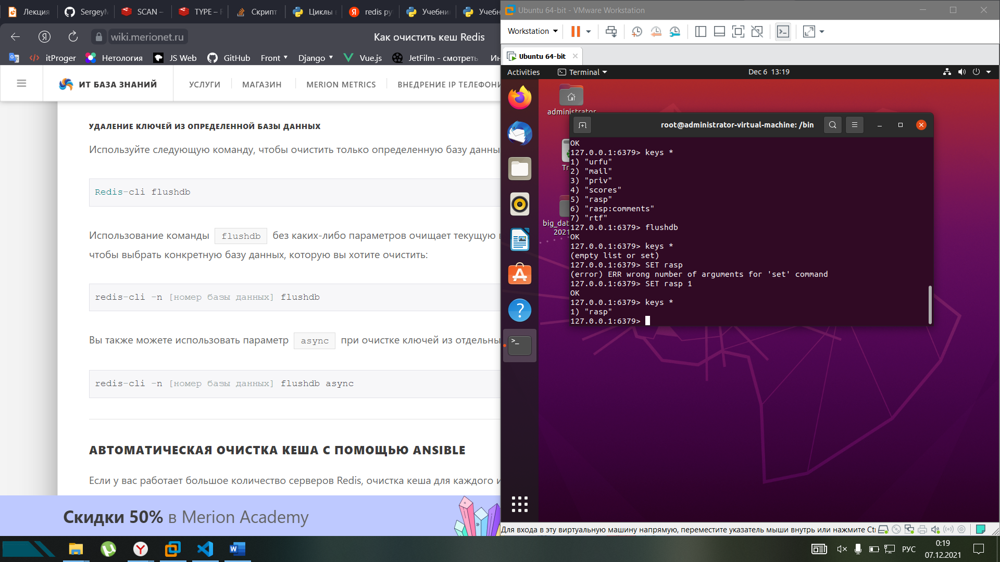 Лекция
Sergey
SCAN –
TYPE –
Скрипт
Циклы
redis py
Учебни
Учебн
wiki.merionet.ru
Как очистить кеш Redis
itProger
Нетология
JS Web
GitHub
Front
Django
Vue.js
JetFilm - смотреть
ИТ БАЗА ЗНАНИЙ
УСЛУГИ
МАГАЗИН
MERION METRICS
ВНЕДРЕНИЕ IP ТЕЛЕФОНИ
УДАЛЕНИЕ КЛЮЧЕЙ ИЗ ОПРЕДЕЛЕННОЙ БАЗЫ ДАННЫХ
Используйте следующую команду, чтобы очистить только определенную базу данны
Redis-cli flushdb
Использование команды flushdb без каких-либо параметров очищает текущую
чтобы выбрать конкретную базу данных, которую вы хотите очистить:
redis-cli -n [номер базы данных] flushdb
Вы также можете использовать параметр async при очистке ключей из отдельны
redis-cli -n [номер базы данных] flushdb async
АВТОМАТИЧЕСКАЯ ОЧИСТКА КЕША С ПОМОЩЬЮ ANSIBLE
Если у вас работает большое количество серверов Redis, очистка кеша для каждого и
Скидки 50% в Merion Academy
Ubuntu 64-bit - VMware Workstation
Workstation
Ubuntu 64-bit
Activities
Terminal
Dec 6 13:19
administrator
Tr
big_dat
2021
root@administrator-virtual-machine: /bin
OK
127.0.0.1:6379> keys *
1) "urfu"
2) "mail"
3) "priv"
4) "scores"
5) "rasp"
6) "rasp:comments"
7) "rtf"
127.0.0.1:6379> flushdb
OK
127.0.0.1:6379> keys *
(empty list or set)
127.0.0.1:6379> SET rasp
(error) ERR wrong number of arguments for 'set' command
127.0.0.1:6379> SET rasp 1
OK
127.0.0.1:6379> keys *
1) "rasp"
127.0.0.1:6379>
Для входа в эту виртуальную машину напрямую, переместите указатель мыши внутрь или нажмите Ct
РУС
0:19
07.12.2021